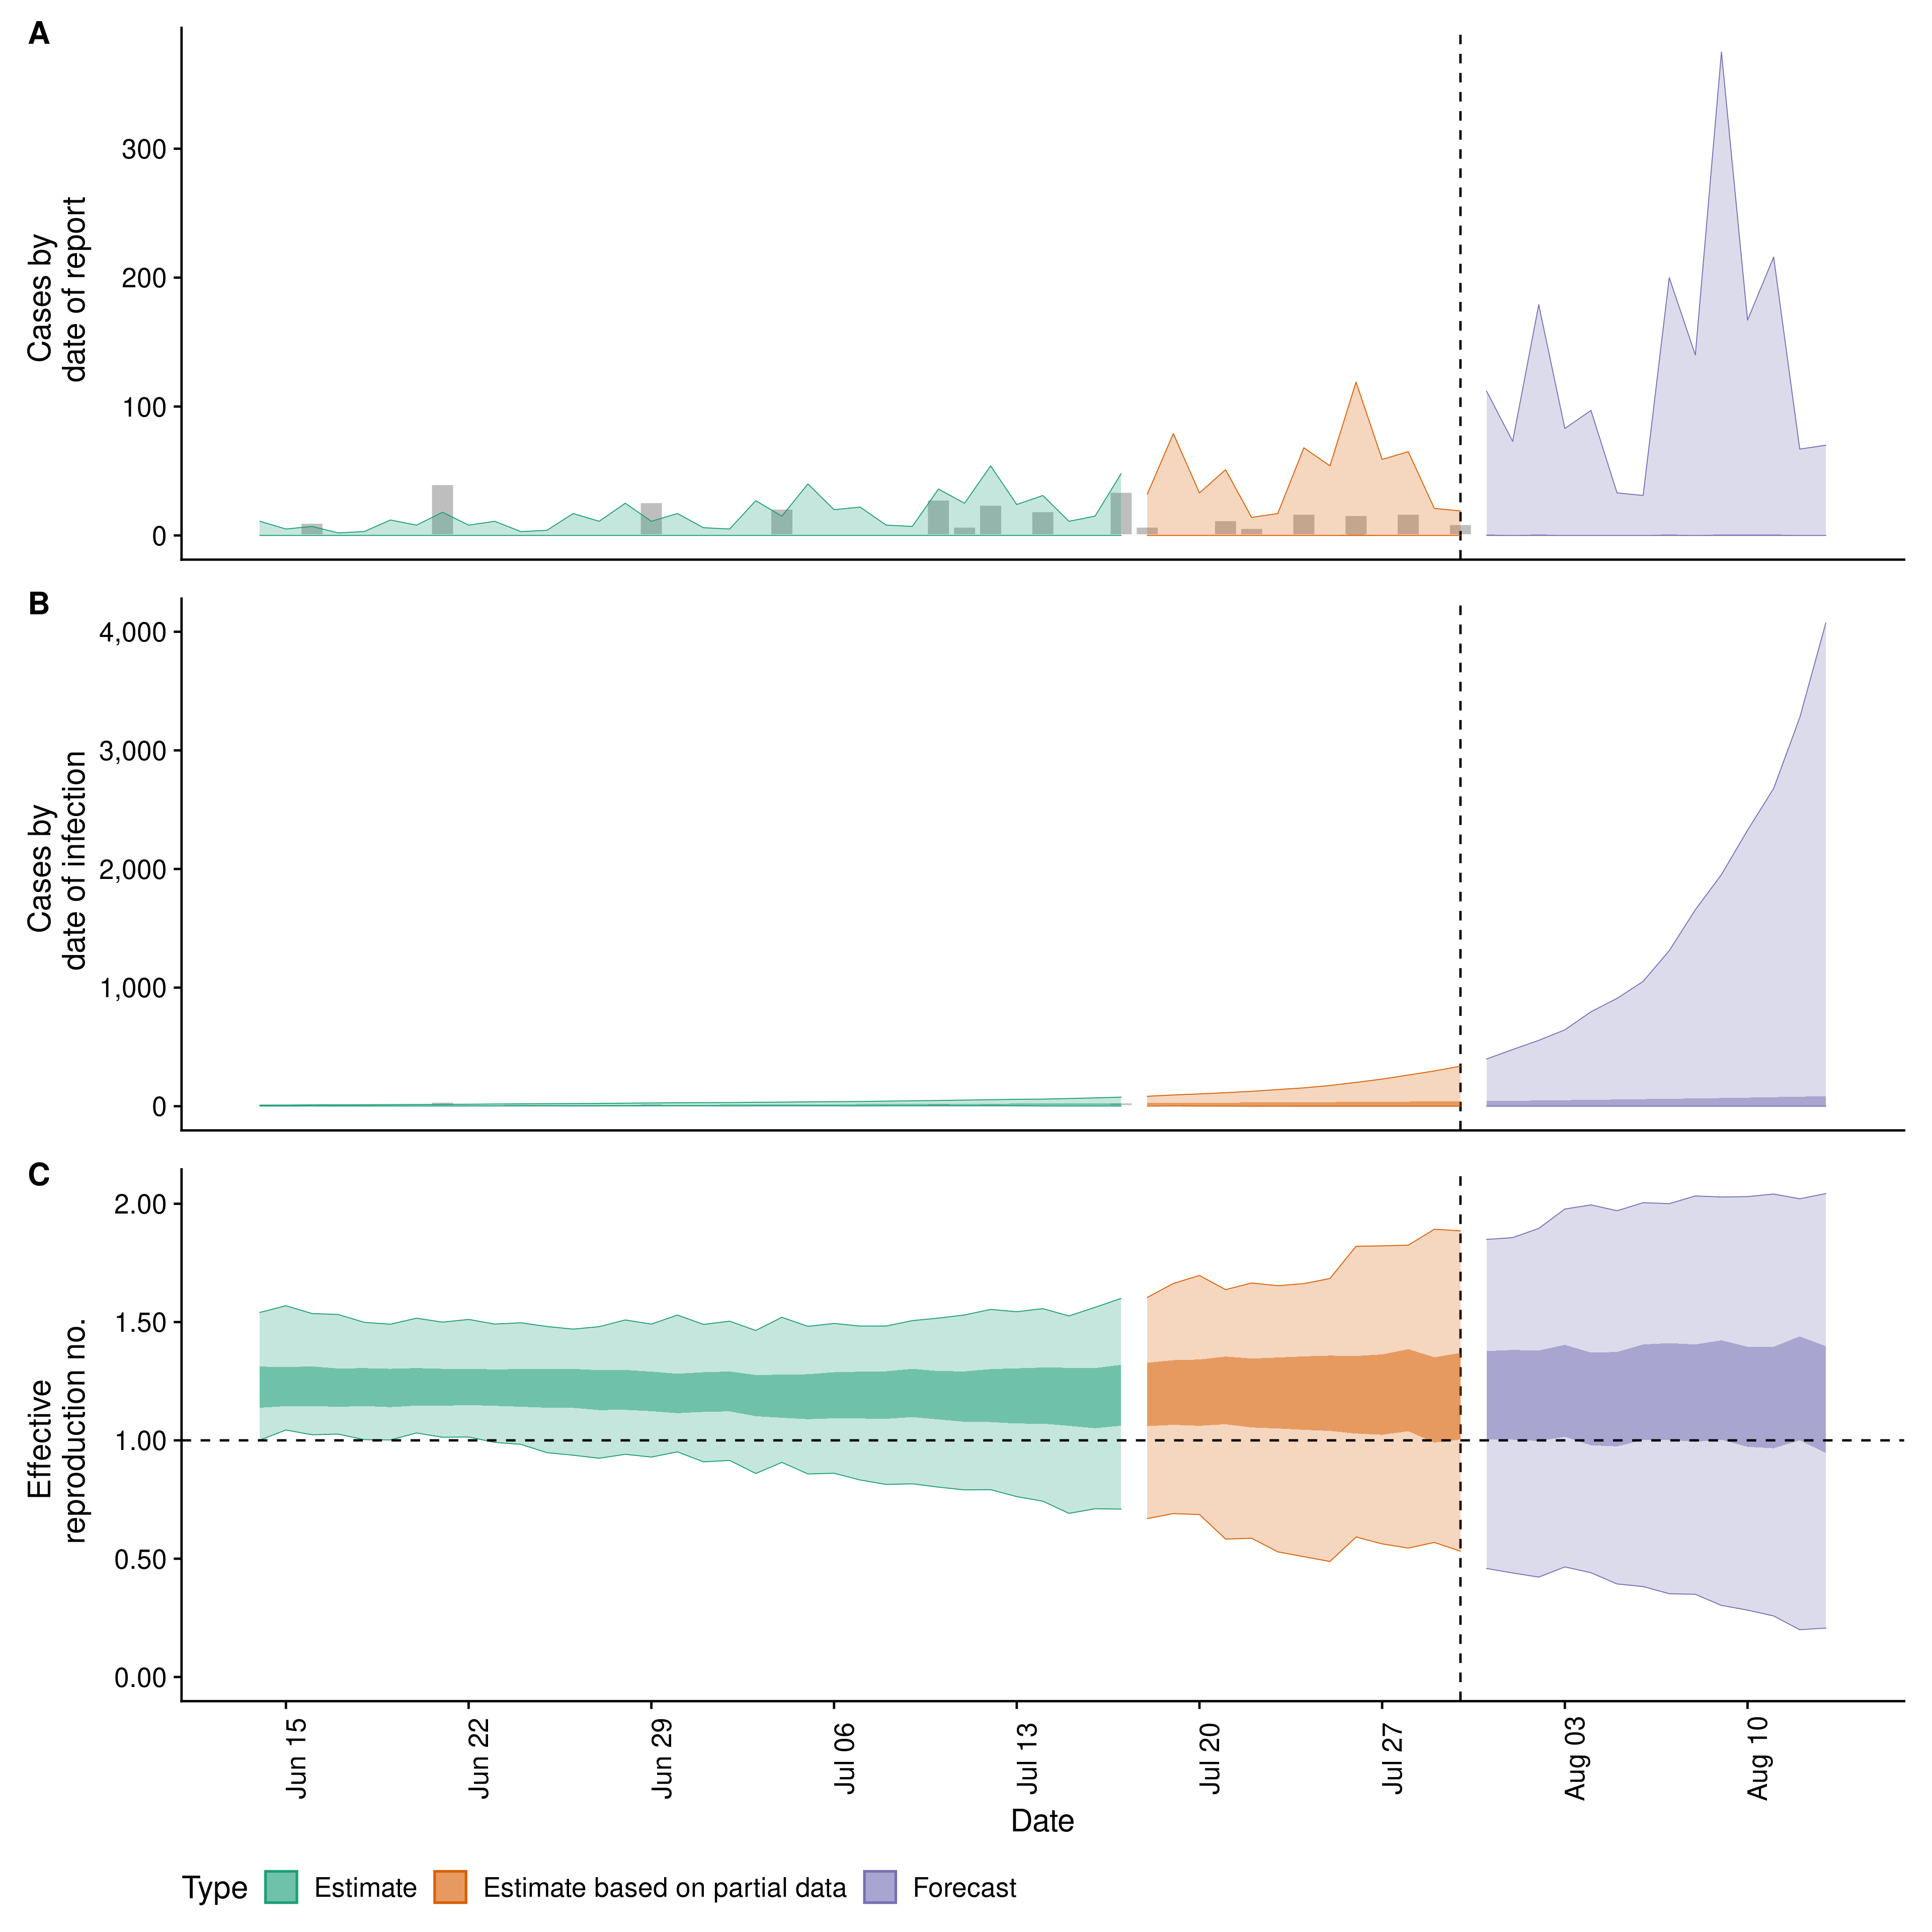 A
Cases by
date of report
300
200
100
0
B
Cases by
date of infection
4,000
3,000
2,000
1,000
0
C
Effective
reproduction no.
2.00
1.50
1.00
0.50
0.00
Jun 15
Jun 22
Jun 29
Jul 06
Jul 13
Jul 20
Jul 27
Aug 03
Aug 10
Date
Type Estimate Estimate based on partial data Forecast